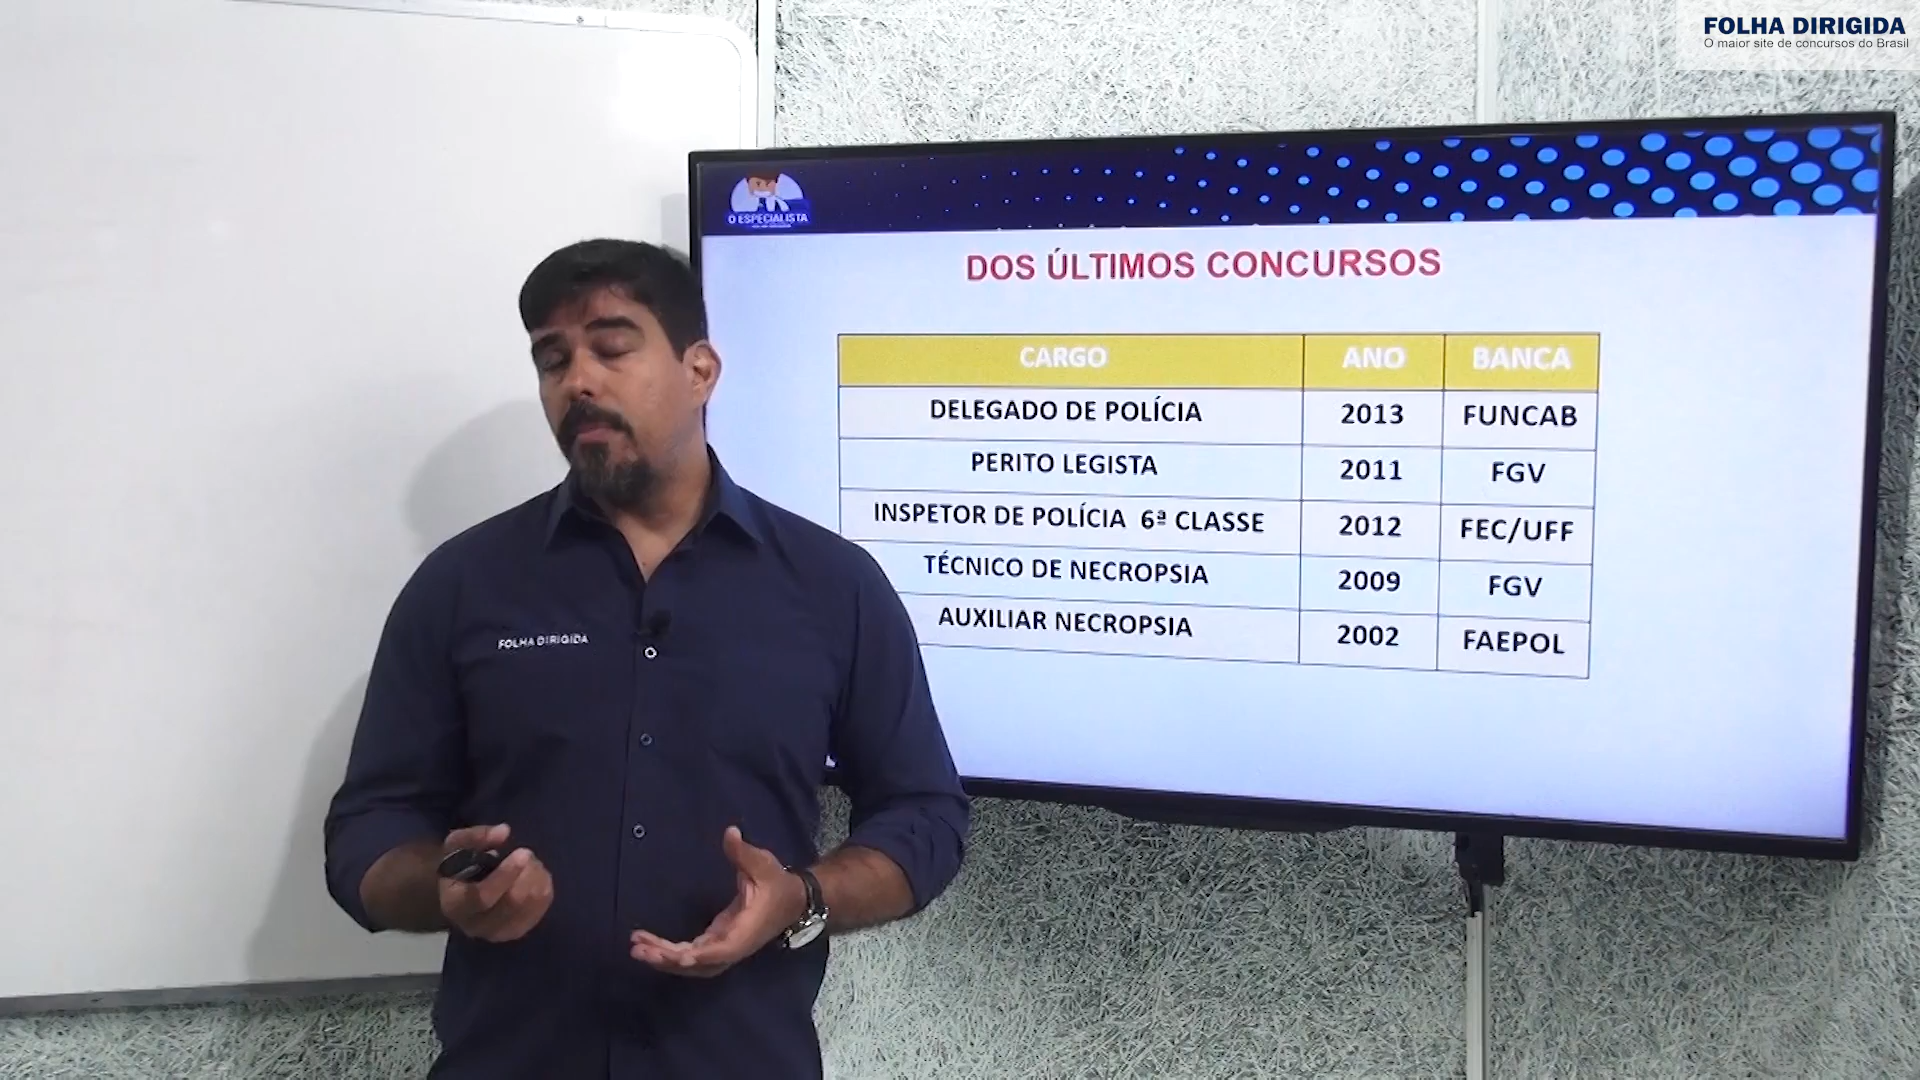 FOLHA DIRIGIDA
O maior site de concursos do Brasil
O ESPECIALISTA
DOS ÚLTIMOS CONCURSOS
CARGO ANO BANCA
DELEGADO DE POLÍCIA 2013 FUNCAB
PERITO LEGISTA 2011 FGV
INSPETOR DE POLÍCIA 6ª CLASSE 2012 FEC/UFF
TÉCNICO DE NECROPSIA 2009 FGV
AUXILIAR NECROPSIA 2002 FAEPOL
FOLHA DIRIGIDA